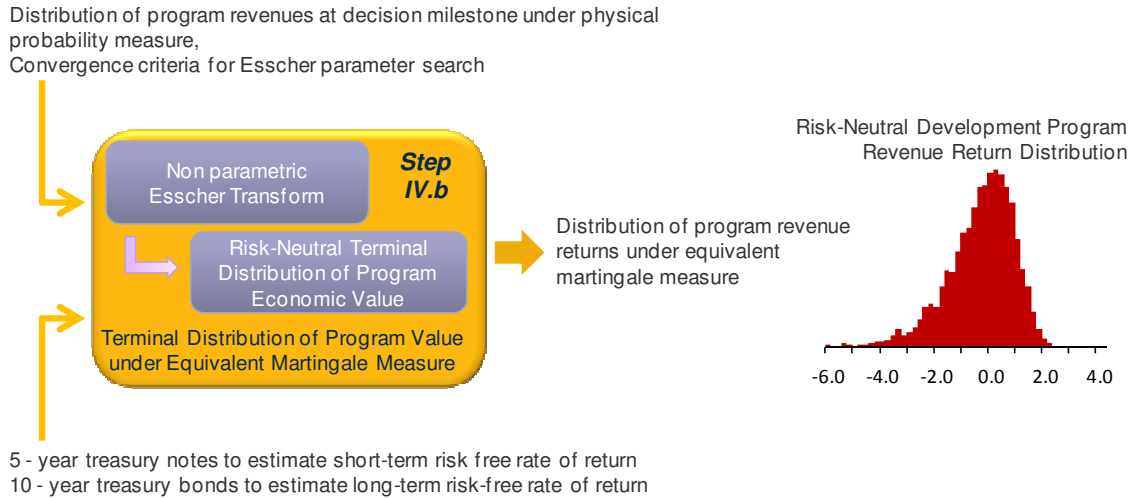 Distribution of program revenues at decision milestone under physical
probability measure,
Convergence criteria for Esscher parameter search
Non parametric
Esscher Transform
Step
IV.b
Risk-Neutral Terminal
Distribution of Program
Economic Value
Terminal Distribution of Program Value
under Equivalent Martingale Measure
Distribution of program revenue
returns under equivalent
martingale measure
Risk-Neutral Development Program
Revenue Return Distribution
-6.0 -4.0 -2.0 0.0 2.0 4.0
5 - year treasury notes to estimate short-term risk free rate of return
10 - year treasury bonds to estimate long-term risk-free rate of return